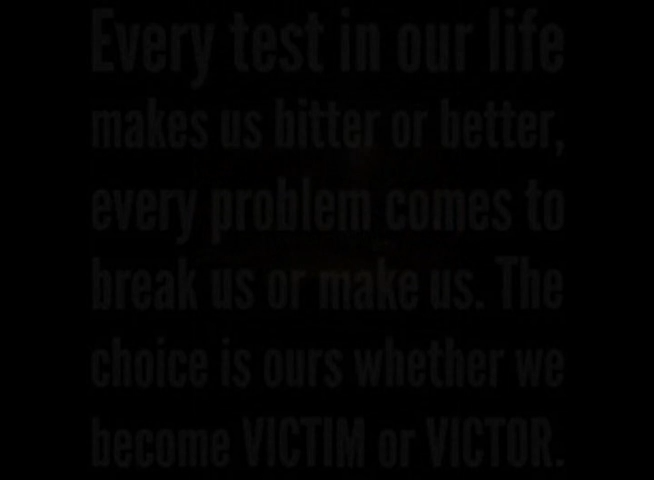 Every test in our life
makes us bitter or better,
every problem comes to
break us or make us. The
choice is ours whether we
become VICTIM or VICTOR.